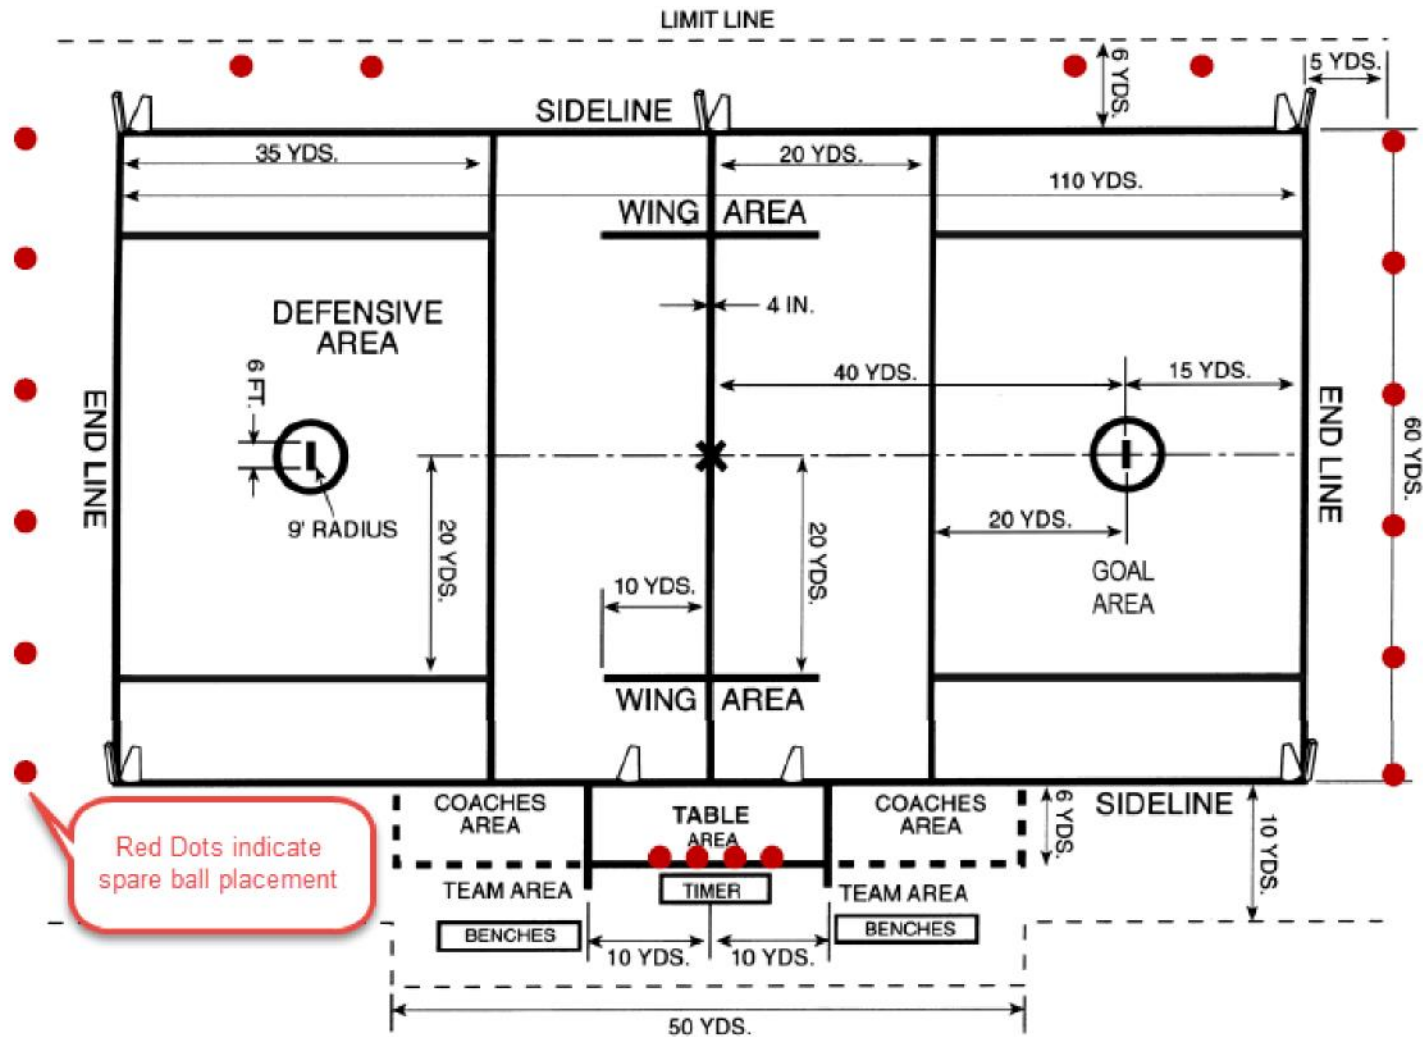 LIMIT LINE
6 YDS.
5 YDS.
SIDELINE
35 YDS.
20 YDS.
110 YDS.
WING AREA
4 IN.
DEFENSIVE
AREA
6 FT.
40 YDS.
15 YDS.
END LINE
END LINE
60 YDS.
9' RADIUS
20 YDS.
20 YDS.
20 YDS.
10 YDS.
GOAL
AREA
WING AREA
COACHES
AREA
TABLE
AREA
COACHES
AREA
6 YDS.
SIDELINE
10 YDS.
Red Dots indicate
spare ball placement
TEAM AREA
TIMER
TEAM AREA
BENCHES
BENCHES
10 YDS.
10 YDS.
50 YDS.